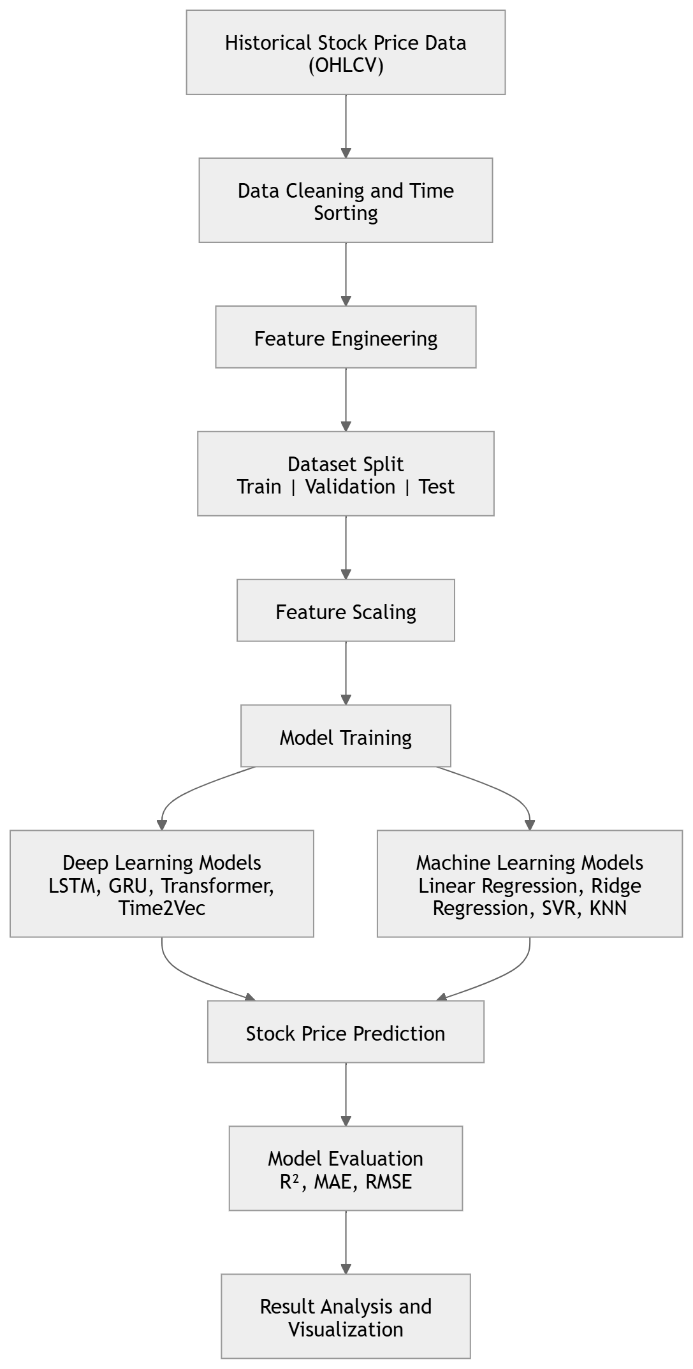 Historical Stock Price Data
(OHLCV)
Data Cleaning and Time
Sorting
Feature Engineering
Dataset Split
Train | Validation | Test
Feature Scaling
Model Training
Deep Learning Models
LSTM, GRU, Transformer,
Time2Vec
Machine Learning Models
Linear Regression, Ridge
Regression, SVR, KNN
Stock Price Prediction
Model Evaluation
R², MAE, RMSE
Result Analysis and
Visualization